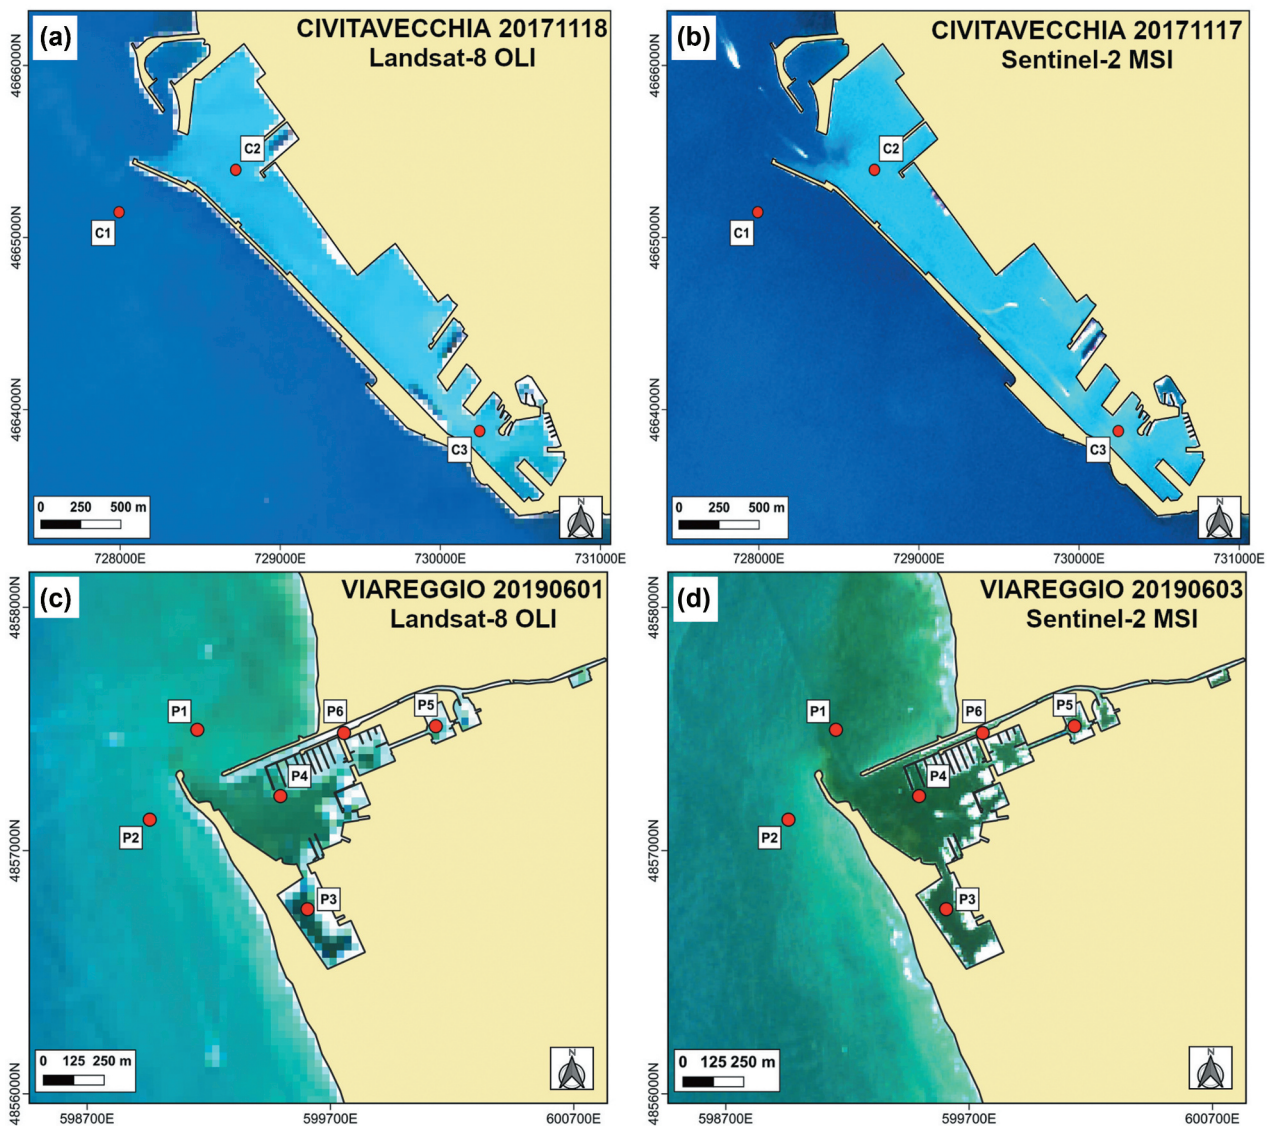 (a)
CIVITAVECCHIA 20171118
Landsat-8 OLI
4666000N
4665000N
4664000N
C2
C1
C3
0 250 500 m
N
728000E 729000E 730000E 731000E
(b)
CIVITAVECCHIA 20171117
Sentinel-2 MSI
4666000N
4665000N
4664000N
C2
C1
C3
0 250 500 m
N
728000E 729000E 730000E 731000E
(c)
VIAREGGIO 20190601
Landsat-8 OLI
4858000N
4857000N
4856000N
P1
P6
P5
P4
P2
P3
0 125 250 m
N
598700E 599700E 600700E
(d)
VIAREGGIO 20190603
Sentinel-2 MSI
4858000N
4857000N
4856000N
P1
P6
P5
P4
P2
P3
0 125 250 m
N
598700E 599700E 600700E